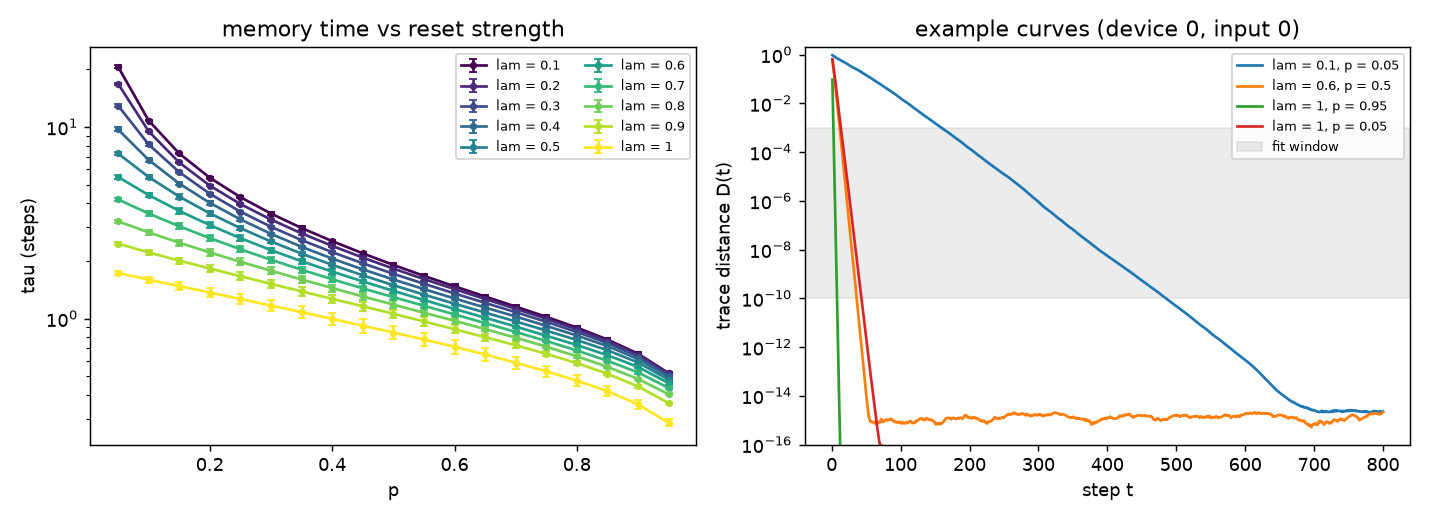 memory time vs reset strength
tau (steps)
10^1
10^0
0.2 0.4 0.6 0.8
p
lam = 0.1
lam = 0.2
lam = 0.3
lam = 0.4
lam = 0.5
lam = 0.6
lam = 0.7
lam = 0.8
lam = 0.9
lam = 1
example curves (device 0, input 0)
trace distance D(t)
10^0
10^−2
10^−4
10^−6
10^−8
10^−10
10^−12
10^−14
10^−16
0 100 200 300 400 500 600 700 800
step t
lam = 0.1, p = 0.05
lam = 0.6, p = 0.5
lam = 1, p = 0.95
lam = 1, p = 0.05
fit window